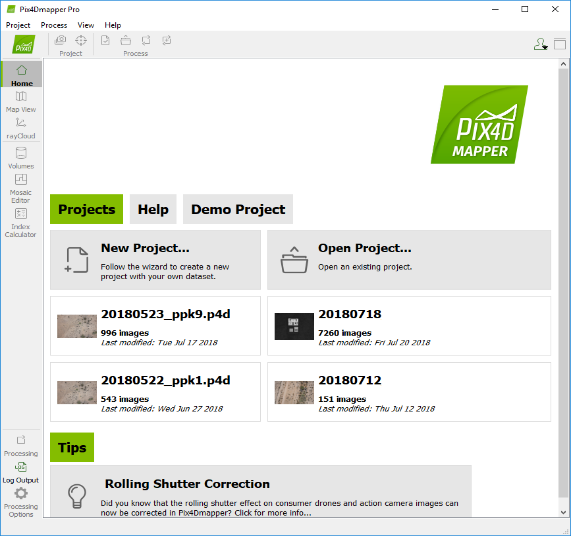 Pix4Dmapper Pro
Project Process View Help
PIX4D
Project Process
Home
Map View
rayCloud
Volumes
Mosaic
Editor
Index
Calculator
PIX4D
MAPPER
Projects Help Demo Project
New Project...
Follow the wizard to create a new
project with your own dataset.
Open Project...
Open an existing project.
20180523_ppk9.p4d
996 images
Last modified: Tue Jul 17 2018
20180718
7260 images
Last modified: Fri Jul 20 2018
20180522_ppk1.p4d
543 images
Last modified: Wed Jun 27 2018
20180712
151 images
Last modified: Thu Jul 12 2018
Tips
Rolling Shutter Correction
Did you know that the rolling shutter effect on consumer drones and action camera images can
now be corrected in Pix4Dmapper? Click for more info...
Processing
Log Output
Processing
Options